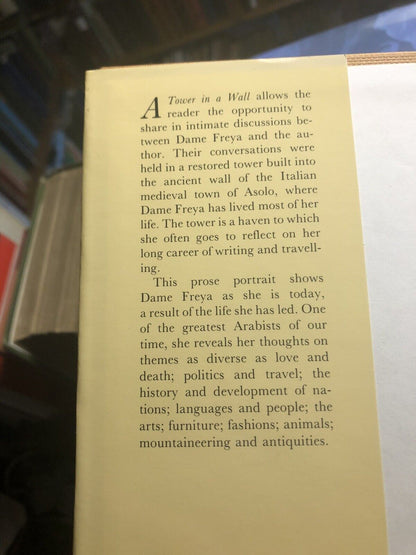 A Tower in a Wall allows the
reader the opportunity to
share in intimate discussions be-
tween Dame Freya and the au-
thor. Their conversations were
held in a restored tower built into
the ancient wall of the Italian
medieval town of Asolo, where
Dame Freya has lived most of her
life. The tower is a haven to which
she often goes to reflect on her
long career of writing and travell-
ing.
This prose portrait shows
Dame Freya as she is today,
a result of the life she has led. One
of the greatest Arabists of our
time, she reveals her thoughts on
themes as diverse as love and
death; politics and travel; the
history and development of na-
tions; languages and people; the
arts; furniture; fashions; animals;
mountaineering and antiquities.